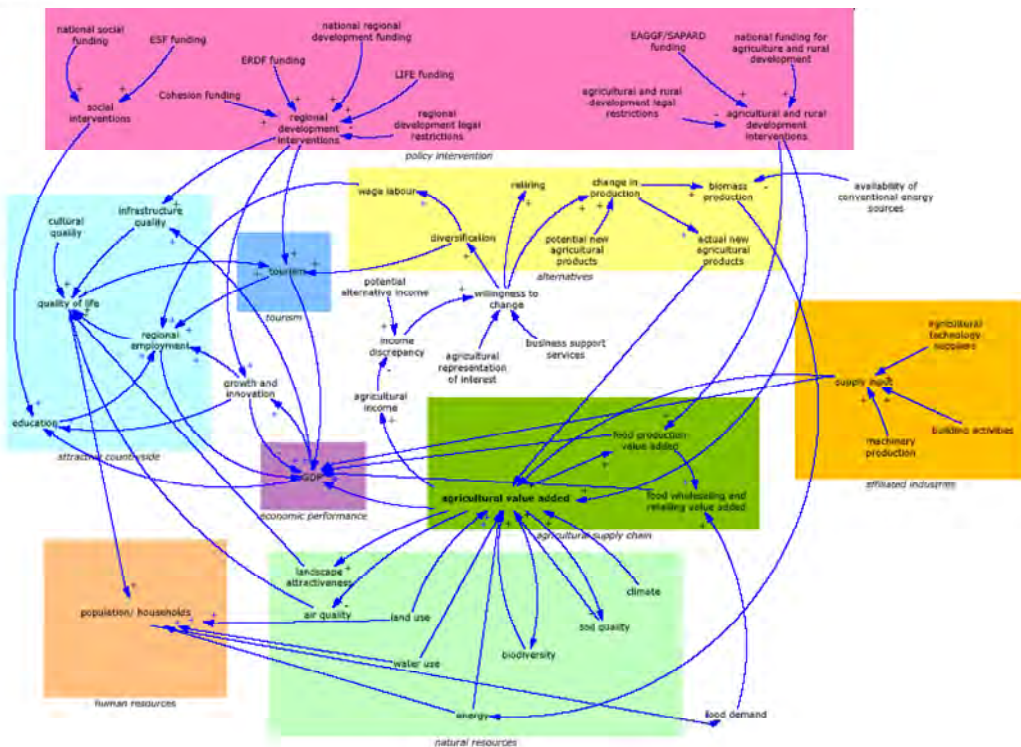 national social
funding
ESF funding
national regional
development funding
ERDF funding
LIFE funding
Cohesion funding
social
interventions
regional
development
interventions
regional
development legal
restrictions
EAGGF/SAPARD
funding
national funding for
agriculture and rural
development
agricultural and rural
development legal
restrictions
agricultural and rural
development
interventions
policy intervention
wage labour
retiring
change in
production
biomass
production
availability of
conventional energy
sources
cultural
quality
infrastructure
quality
diversification
potential new
agricultural
products
actual new
agricultural
products
alternatives
tourism
tourism
potential
alternative income
willingness to
change
quality of life
regional
employment
income
discrepancy
agricultural
representation
of interest
business support
services
agricultural
technology
suppliers
supply input
growth and
innovation
agricultural
income
education
attractive countryside
food production
value added
machinery
production
building activities
affiliated industries
GDP
economic performance
agricultural value added
food wholesaling and
retailing value added
agricultural supply chain
landscape
attractiveness
climate
population/ households
air quality
land use
soil quality
biodiversity
water use
human resources
energy
food demand
natural resources